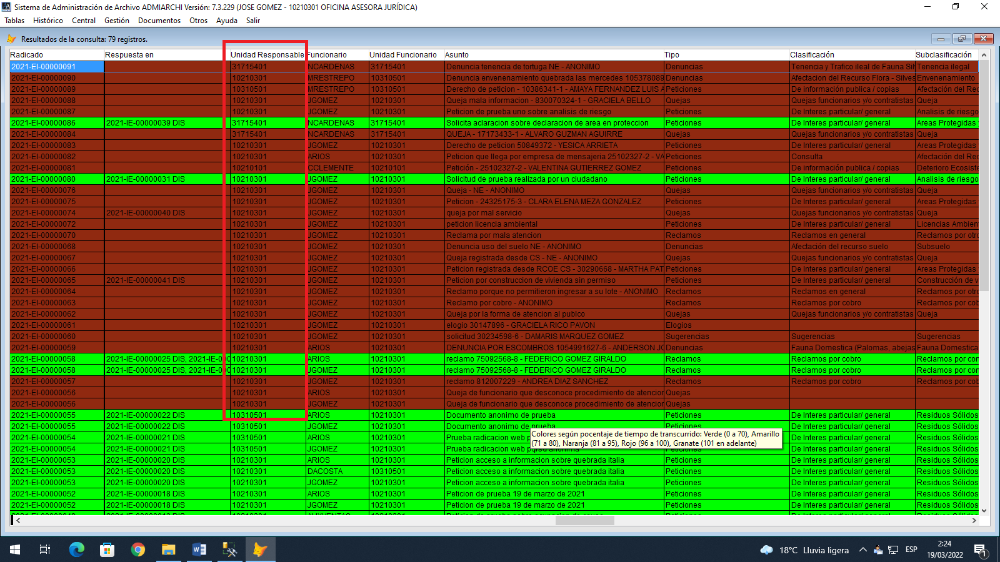 Sistema de Administración de Archivo ADMIARCHI Versión: 7.3.229 (JOSE GOMEZ - 10210301 OFICINA ASESORA JURÍDICA)
Tablas Histórico Central Gestión Documentos Otros Ayuda Salir
Resultados de la consulta: 79 registros.
Radicado Respuesta en Unidad Responsable Funcionario Unidad Funcionario Asunto Tipo Clasificación Subclasificación
2021-EI-00000091 31715401 NCARDENAS 31715401 Denuncia tenencia de tortuga NE - ANONIMO Denuncias Tenencia y Trafico ileal de Fauna Sil Tenencia ilegal
2021-EI-00000090 10210301 MRESTREPO 10310501 Denuncia envenenamiento quebrada las mercedes 105378089 Denuncias Afectacion del Recurso Flora - Silves Envenenamiento
2021-EI-00000089 10310501 MRESTREPO 10310501 Derecho de peticion - 10386341-1 - AMAYA FERNANDEZ LUIS A Peticiones De información publica / copias Afectación del Rec
2021-EI-00000088 10210301 JGOMEZ 10210301 Queja mala informacion - 830070324-1 - GRACIELA BELLO Quejas Quejas funcionarios y/o contratistas Queja
2021-EI-00000087 10210301 JGOMEZ 10210301 Peticion de prueba uno sobre analisis de riesgo Peticiones De Interes particular/ general Analisis de riesgo
2021-EI-00000086 2021-IE-00000039 DIS 31715401 NCARDENAS 31715401 Solicita aclaracion sobre declaracion de area en proteccion Peticiones De Interes particular/ general Areas Protegidas
2021-EI-00000084 31715401 NCARDENAS 31715401 QUEJA - 17173433-1 - ALVARO GUZMAN AGUIRRE Quejas Quejas funcionarios y/o contratistas Queja
2021-EI-00000083 10210301 JGOMEZ 10210301 Derecho de peticion 50849372 - YESICA ARRIETA Peticiones De Interes particular/ general Areas Protegidas
2021-EI-00000082 10210301 ARIOS 10210301 Peticion que llega por empresa de mensajeria 25102327-2 - VA Peticiones Consulta Afectación del Rec
2021-EI-00000081 10210101 CCLEMENTE 10210101 Petición - 25102327-2 - VALENTINA GUTIERREZ GOMEZ Peticiones De información publica / copias Deterioro Ecosiste
2021-EI-00000080 2021-IE-00000031 DIS 10210301 JGOMEZ 10210301 Solicitud de prueba realizada por un ciudadano Peticiones De Interes particular/ general Analisis de riesgo
2021-EI-00000076 10210301 JGOMEZ 10210301 Queja - NE - ANONIMO Quejas Quejas funcionarios y/o contratistas Queja
2021-EI-00000075 10210301 JGOMEZ 10210301 Peticion - 24325175-3 - CLARA ELENA MEZA GONZALEZ Peticiones De Interes particular/ general Areas Protegidas
2021-EI-00000074 2021-IE-00000040 DIS 10210301 JGOMEZ 10210301 queja por mal servicio Quejas Quejas funcionarios y/o contratistas Queja
2021-EI-00000072 10210301 JGOMEZ 10210301 peticion licencia ambiental Peticiones De Interes particular/ general Licencias Ambien
2021-EI-00000070 10210301 JGOMEZ 10210301 Reclama por mala atencion Reclamos Reclamos en general Reclamos por otro
2021-EI-00000068 10210301 JGOMEZ 10210301 Denuncia uso del suelo NE - ANONIMO Denuncias Afectación del recurso suelo Subsuelo
2021-EI-00000067 10210301 JGOMEZ 10210301 Queja registrada desde CS - NE - ANONIMO Quejas Quejas funcionarios y/o contratistas Queja
2021-EI-00000066 10210301 JGOMEZ 10210301 Peticion registrada desde RCOE CS - 30290668 - MARTHA PAT Peticiones De Interes particular/ general Areas Protegidas
2021-EI-00000065 2021-IE-00000041 DIS 10210301 JGOMEZ 10210301 Peticion por construccion de vivienda sin permiso Peticiones De Interes particular/ general Construcción de v
2021-EI-00000064 10210301 JGOMEZ 10210301 Reclamo porque no permitieron ingresar a su lote - ANONIMO Reclamos Reclamos en general Reclamos por otro
2021-EI-00000063 10210301 JGOMEZ 10210301 Reclamo por cobro - ANONIMO Reclamos Reclamos por cobro Reclamos por cob
2021-EI-00000062 10210301 JGOMEZ 10210301 Queja por la forma de atencion al publco Quejas Quejas funcionarios y/o contratistas Queja
2021-EI-00000061 10210301 JGOMEZ 10210301 elogio 30147896 - GRACIELA RICO PAVON Elogios
2021-EI-00000060 10210301 JGOMEZ 10210301 solicitud 30234598-6 - DAMARIS MARQUEZ GOMEZ Sugerencias Sugerencias Sugerencias
2021-EI-00000059 10210301 ARIOS 10210301 DENUNCIA POR ESCOMBROS 1054991627-6 - ANDERSON JO Denuncias Fauna Domestica (Palomas, abejas Fauna Domestica
2021-EI-00000058 2021-IE-00000025 DIS, 2021-IE-000 10210301 ARIOS 10210301 reclamo 75092568-8 - FEDERICO GOMEZ GIRALDO Reclamos Reclamos por cobro Reclamos por cor
2021-EI-00000058 2021-IE-00000025 DIS, 2021-IE-000 10210301 JGOMEZ 10210301 reclamo 75092568-8 - FEDERICO GOMEZ GIRALDO Reclamos Reclamos por cobro Reclamos por cor
2021-EI-00000057 10210301 JGOMEZ 10210301 reclamo 812007229 - ANDREA DIAZ SANCHEZ Reclamos Reclamos por cobro Reclamos por cob
2021-EI-00000056 10210301 ARIOS 10210301 Queja de funcionario que desconoce procedimiento de atencion Quejas
2021-EI-00000056 10210301 JGOMEZ 10210301 Queja de funcionario que desconoce procedimiento de atencion Quejas
2021-EI-00000055 2021-IE-00000022 DIS 10310501 ARIOS 10210301 Documento anonimo de prueba Peticiones De Interes particular/ general Residuos Sólidos
2021-EI-00000055 2021-IE-00000022 DIS 10310501 JGOMEZ 10210301 Documento anonimo de prueba Peticiones De Interes particular/ general Residuos Sólidos
2021-EI-00000054 2021-IE-00000021 DIS 10310501 ARIOS 10210301 Prueba radicacion web Residuos Sólidos
2021-EI-00000054 2021-IE-00000021 DIS 10310501 JGOMEZ 10210301 Prueba radicacion web pqrsd anonima Peticiones De Interes particular/ general Residuos Sólidos
Colores según pocentaje de tiempo de transcurrido: Verde (0 a 70), Amarillo
(71 a 80), Naranja (81 a 95), Rojo (96 a 100), Granate (101 en adelante)
2021-EI-00000053 2021-IE-00000020 DIS 10210301 ARIOS 10210301 Peticion acceso a informacion sobre quebrada italia Peticiones De Interes particular/ general Residuos Sólidos
2021-EI-00000053 2021-IE-00000020 DIS 10210301 DACOSTA 10310501 Peticion acceso a informacion sobre quebrada italia Peticiones De Interes particular/ general Residuos Sólidos
2021-EI-00000053 2021-IE-00000020 DIS 10210301 JGOMEZ 10210301 Peticion acceso a informacion sobre quebrada italia Peticiones De Interes particular/ general Residuos Sólidos
2021-EI-00000052 2021-IE-00000018 DIS 10210301 ARIOS 10210301 Peticion de prueba 19 de marzo de 2021 Peticiones De Interes particular/ general Residuos Sólidos
2021-EI-00000052 2021-IE-00000018 DIS 10210301 JGOMEZ 10210301 Peticion de prueba 19 de marzo de 2021 Peticiones De Interes particular/ general Residuos Sólidos
18°C Lluvia ligera ESP 2:24
19/03/2022 1